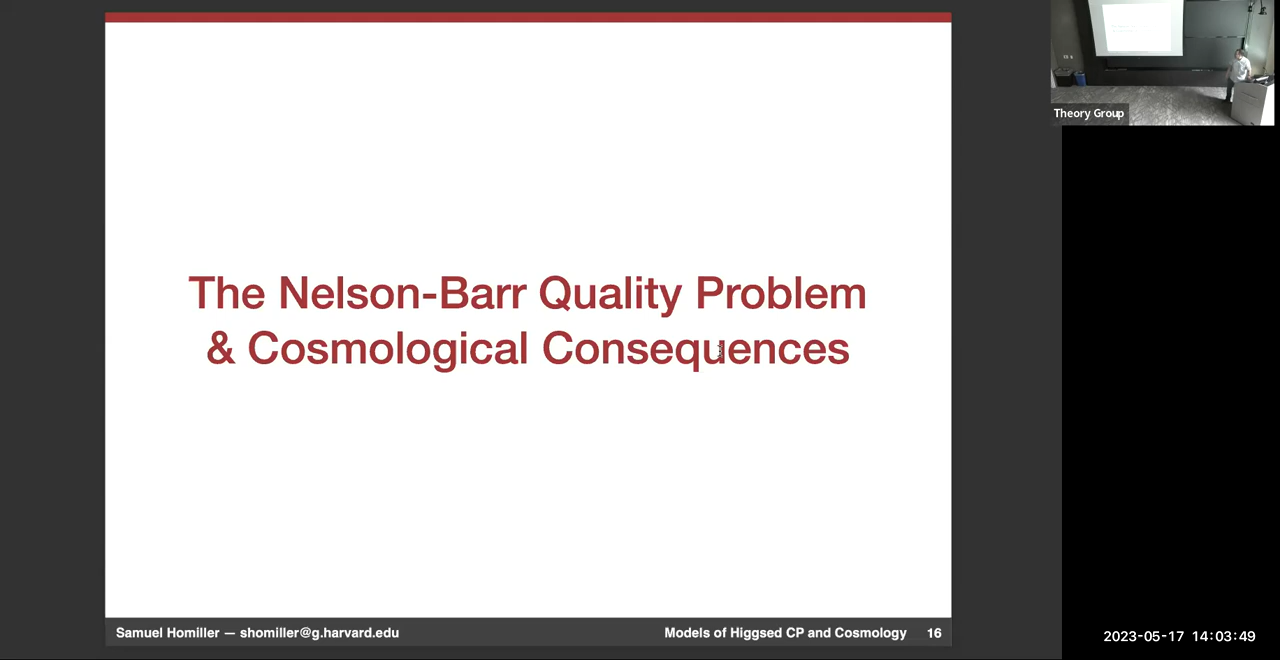 The Nelson-Barr Quality Problem
& Cosmological Consequences
Samuel Homiller — shomiller@g.harvard.edu
Models of Higgsed CP and Cosmology 16
Theory Group
2023-05-17 14:03:49